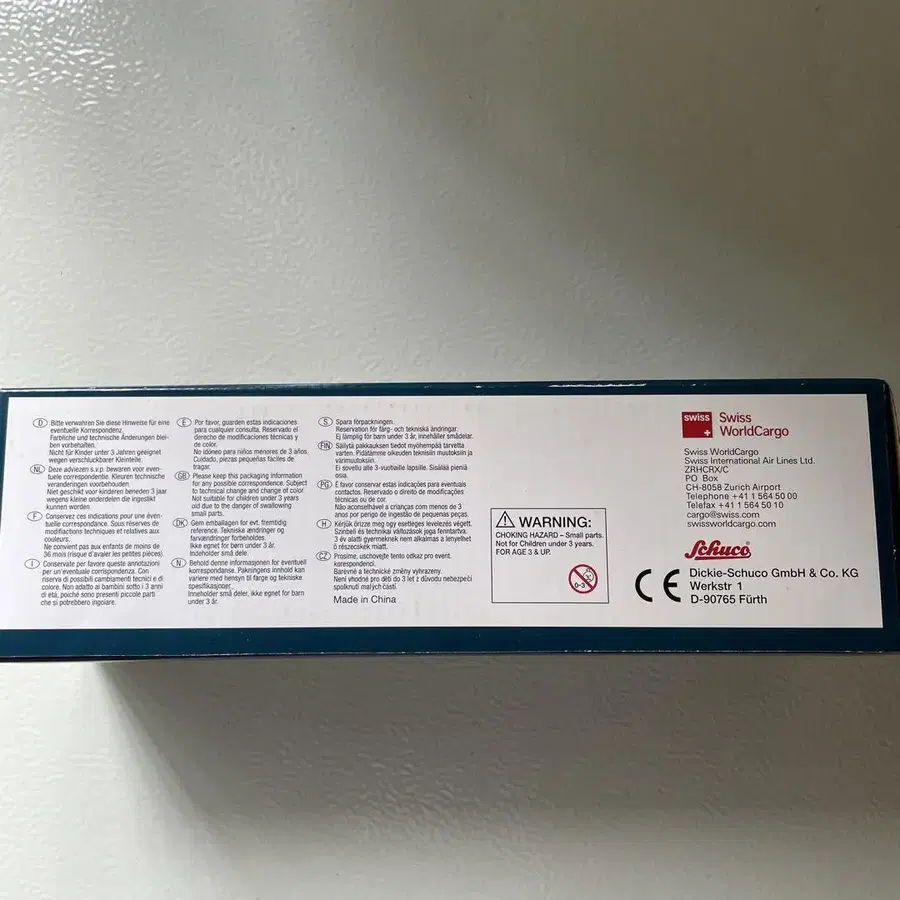 D Bitte verwahren Sie diese Hinweise für eine
eventuelle Korrespondenz.
Farbliche und technische Änderungen blei-
ben vorbehalten.
Nicht für Kinder unter 3 Jahren geeignet
wegen verschluckbarer Kleinteile.
NL Deze adviezen s.v.p. bewaren voor even-
tuele correspondentie. Kleuren technische
veranderingen voorbehouden.
Niet geschikt voor kinderen beneden 3 jaar
wegens kleine onderdelen die ingeslikt
kunnen worden.
F Conservez ces indications pour une éven-
tuelle correspondance. Sous réserves de
modifiactions techniques et relatives aux
couleurs.
Ne convient pas aux enfants de moins de
36 mois (risque d'avaler les petites pièces).
I Conservate per favore queste annotazioni
per un'eventuale corrispondenza. Con
riserva di possibili cambiamenti tecnici e di
colore. Non adatto ai bambini sotto i 3 anni
di età, poiché sono presenti piccole parti
che si potrebbero ingoiare.
E Por favor, guarden estas indicaciones
para cualquier consulta. Reservado el
derecho de modificaciones técnicas y
de color.
No idóneo para niños menores de 3 años.
Cuidado, piezas pequeñas fáciles de
tragar.
GB Please keep this packaging information
for any possible correspondence. Subject
to technical change and change of color.
Not suitable for children under 3 years
old due to the danger of swallowing
small parts.
DK Gem emballagen for evt. fremtidig
reference. Tekniske ændringer og
farvændringer forbeholdes.
Ikke egnet for børn under 3 år.
Indeholder små dele.
N Behold denne informasjonen for eventuell
korrespondanse. Pakningens innhold kan
variere men hensyn til farge og tekniske
spesifikasjoner.
Inneholder små deler, ikke egnet for barn
under 3 år.
S Spara förpackningen.
Reservation för färg- och tekniska ändringar.
Ej lämplig för barn under 3 år, innehåller smådelar.
FIN Säilytä pakkauksen tiedot myöhempää tarvetta
varten. Pidätämme oikeuden teknisiin muutoksiin ja
värimuutoksiin.
Ei sovellu alle 3-vuotiaille lapsille. Sisälää pieniä
osia.
PG É favor conservar estas indicações para eventuais
contactos. Reservado o direito de modificações
técnicas ou de côr.
Não aconselhável a crianças com menos de 3
anos por perigo de ingestão de pequenas peças.
H Kérjük őrizze meg egy esetléges levelezés végett.
Színbeli és technikai változások joga fenntartva.
3 év alatti gyermeknek nem alkalmas a lenyelhet
ő részecskék miatt.
CZ Prosíme, uschovejte tento odkaz pro event.
korespondenci.
Barevné a technické změny vyhrazeny.
Není vhodné pro děti do 3 let z důvodu nebezpečí
spolknutí malých částí.
Made in China
WARNING:
CHOKING HAZARD – Small parts.
Not for Children under 3 years.
FOR AGE 3 & UP.
0-3
swiss
Swiss
WorldCargo
Swiss WorldCargo
Swiss International Air Lines Ltd.
ZRHCRX/C
PO Box
CH-8058 Zurich Airport
Telephone +41 1 564 50 00
Telefax +41 1 564 50 10
cargo@swiss.com
swissworldcargo.com
Schuco
CE
Dickie-Schuco GmbH & Co. KG
Werkstr 1
D-90765 Fürth